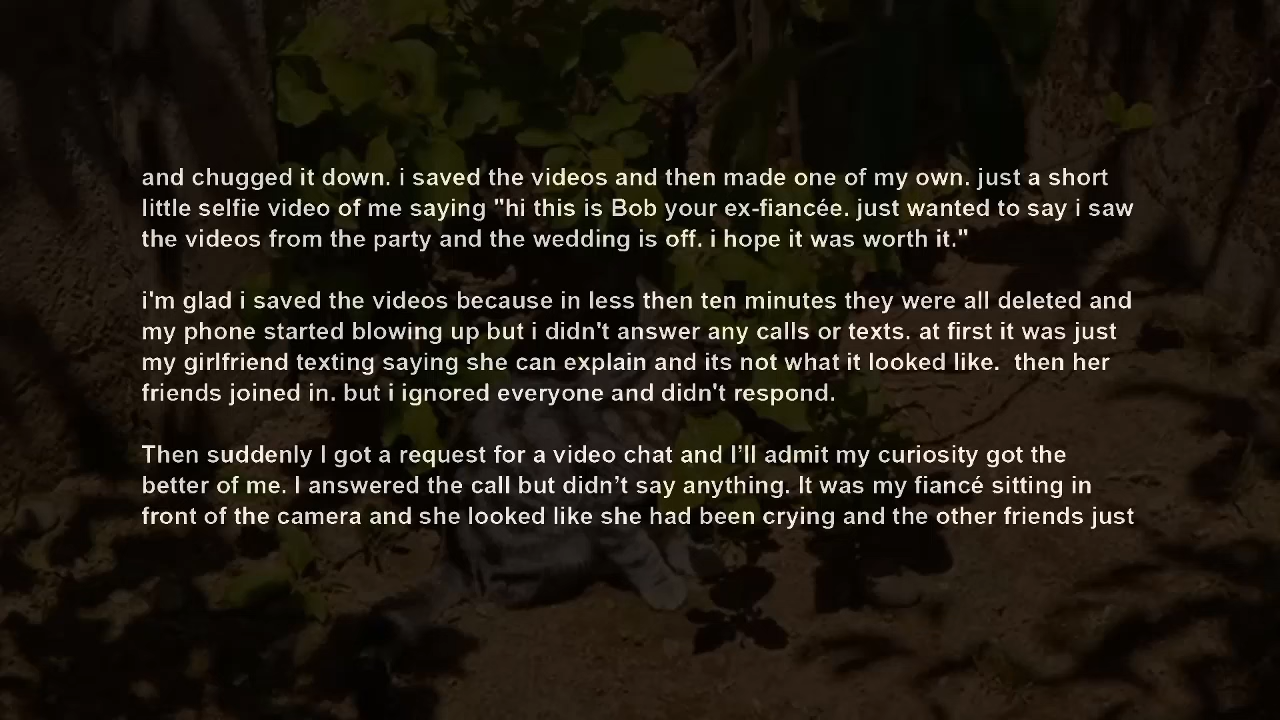 and chugged it down. i saved the videos and then made one of my own. just a short
little selfie video of me saying "hi this is Bob your ex-fiancée. just wanted to say i saw
the videos from the party and the wedding is off. i hope it was worth it."
i'm glad i saved the videos because in less then ten minutes they were all deleted and
my phone started blowing up but i didn't answer any calls or texts. at first it was just
my girlfriend texting saying she can explain and its not what it looked like.  then her
friends joined in. but i ignored everyone and didn't respond.
Then suddenly I got a request for a video chat and I’ll admit my curiosity got the
better of me. I answered the call but didn’t say anything. It was my fiancé sitting in
front of the camera and she looked like she had been crying and the other friends just